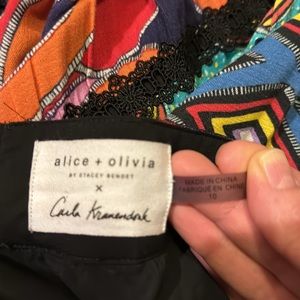 alice + olivia
BY STACEY BENDET
×
Carla Kranendonk
MADE IN CHINA
FABRIQUÉ EN CHINE
10